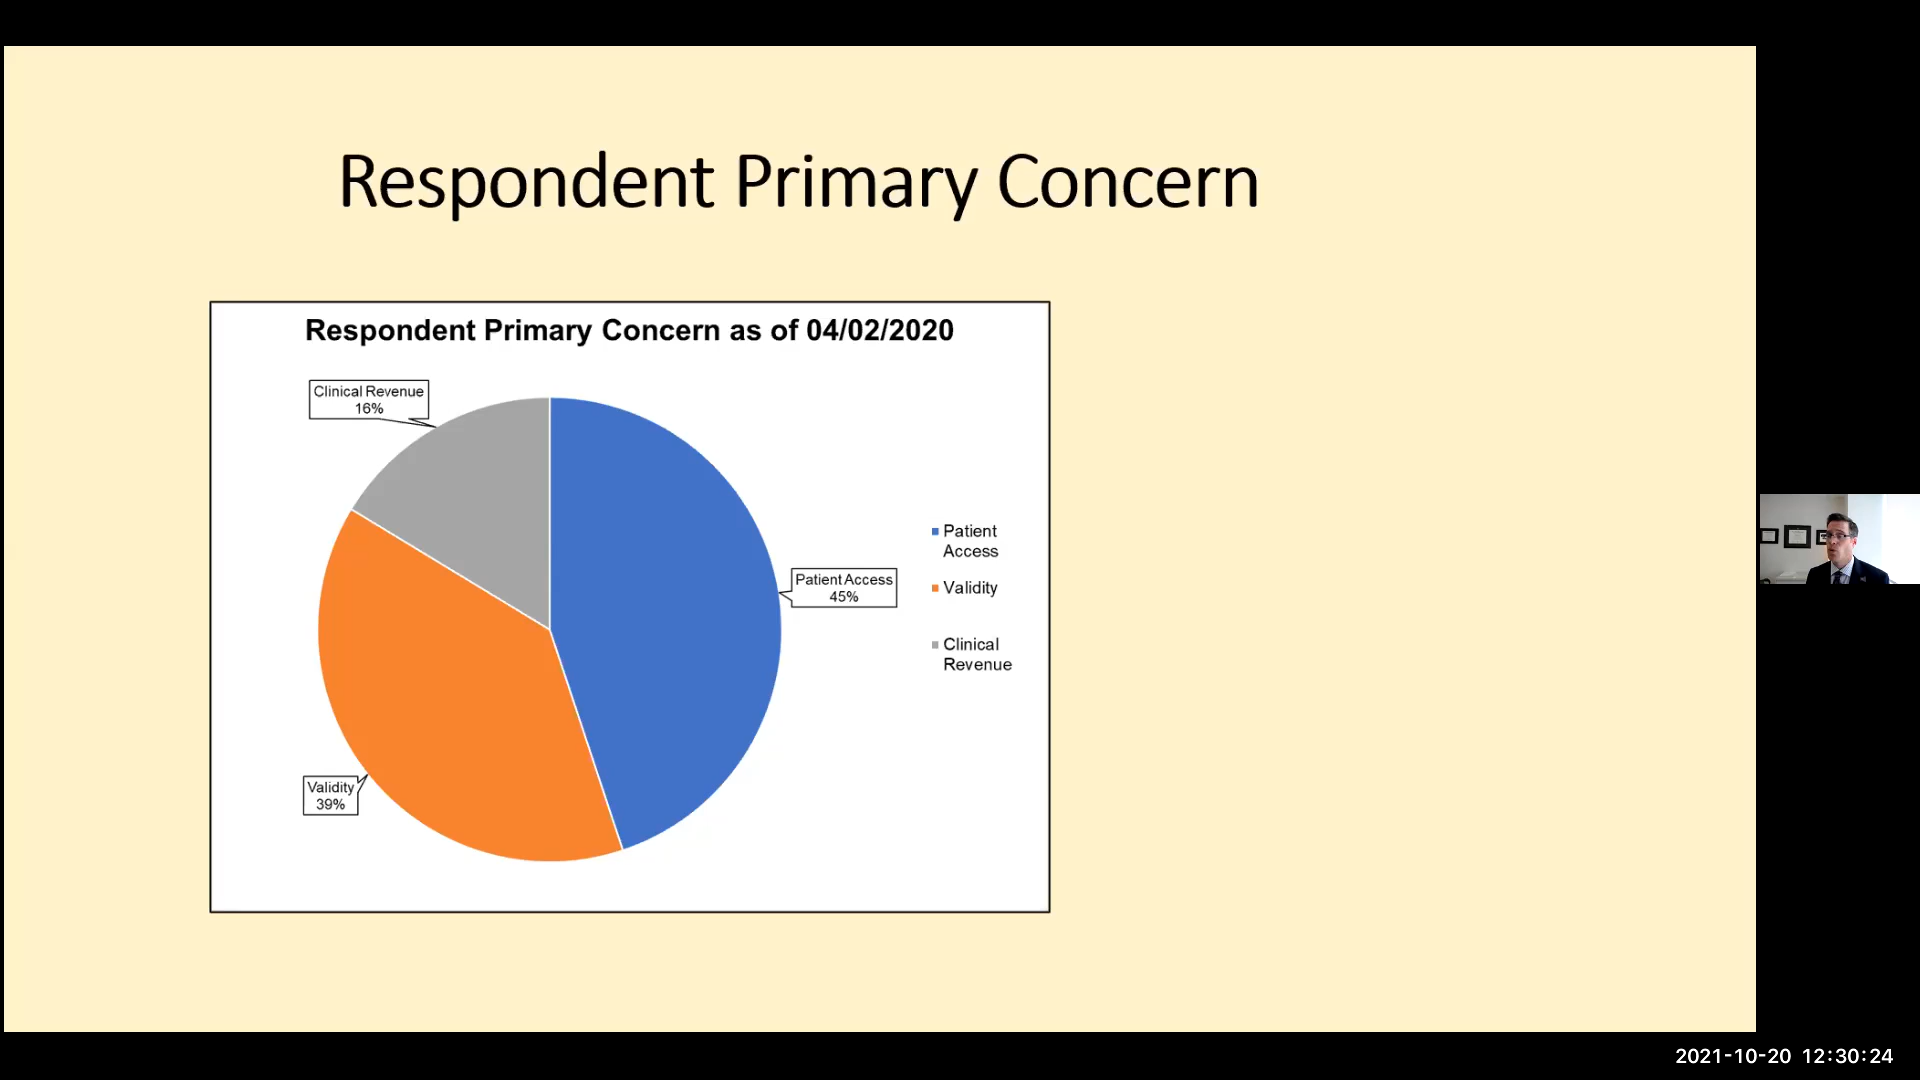 Respondent Primary Concern
Respondent Primary Concern as of 04/02/2020
Clinical Revenue
16%
Patient Access
45%
Validity
39%
Patient
Access
Validity
Clinical
Revenue
2021-10-20 12:30:24